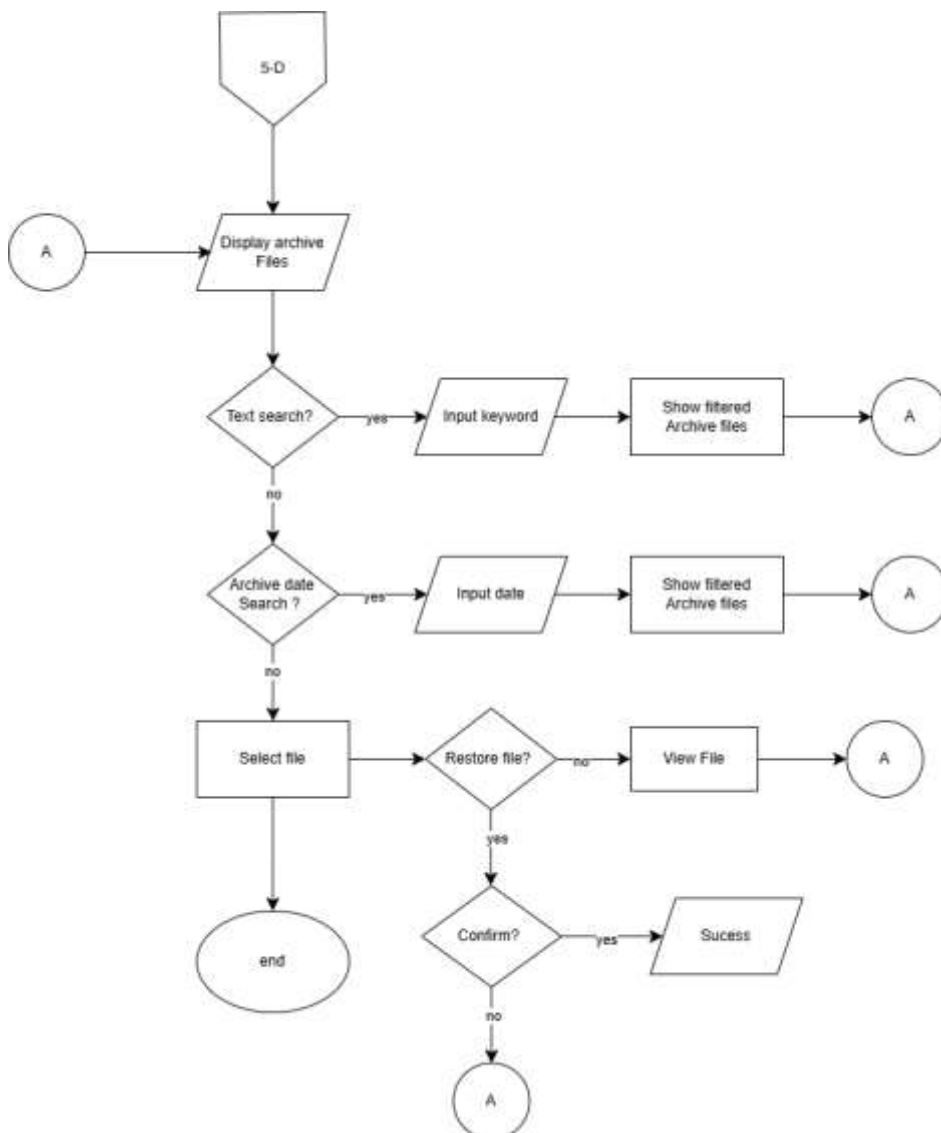 5-D
A
Display archive
Files
Text search?
yes
Input keyword
Show filtered
Archive files
A
no
Archive date
Search ?
yes
Input date
Show filtered
Archive files
A
no
Select file
Restore file?
no
View File
A
yes
end
Confirm?
yes
Sucess
no
A